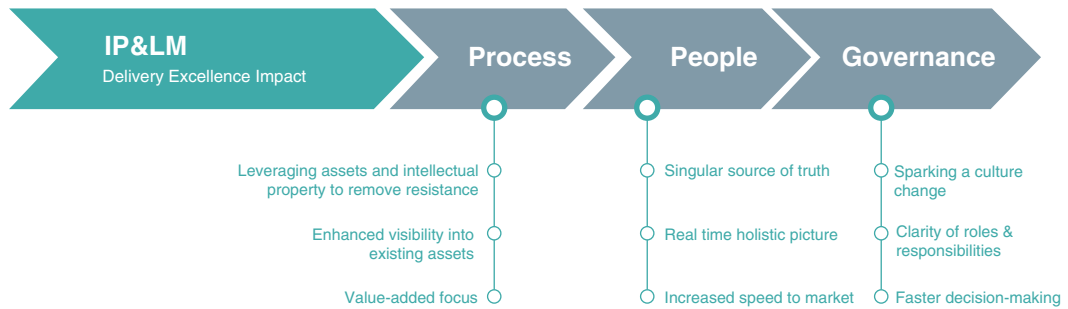 IP&LM
Delivery Excellence Impact
Process
People
Governance
Leveraging assets and intellectual
property to remove resistance
Enhanced visibility into
existing assets
Value-added focus
Singular source of truth
Real time holistic picture
Increased speed to market
Sparking a culture
change
Clarity of roles &
responsibilities
Faster decision-making